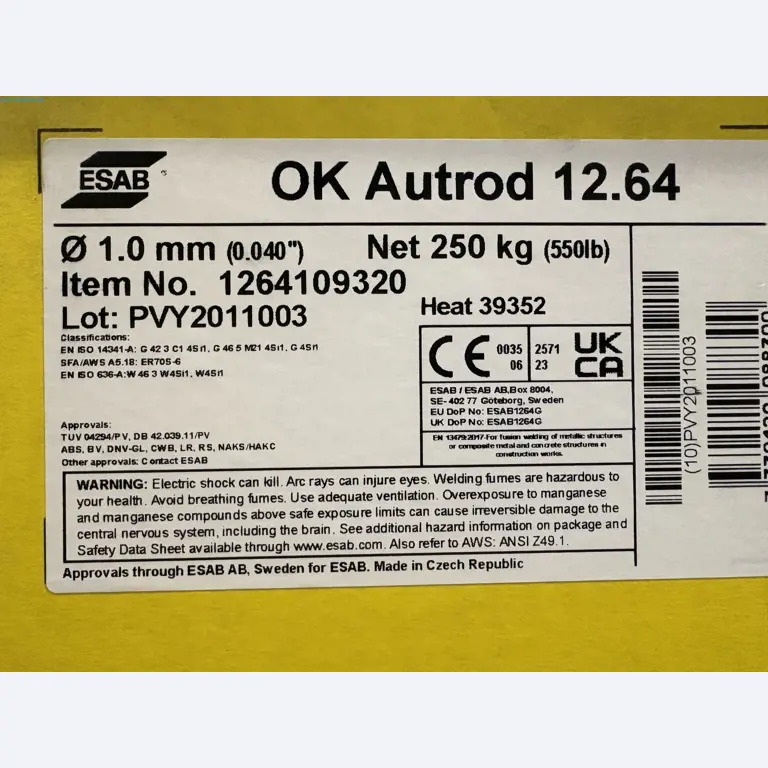 ESAB
OK Autrod 12.64
Ø 1.0 mm (0.040") Net 250 kg (550lb)
Item No. 1264109320
Lot: PVY2011003
Heat 39352
Classifications:
EN ISO 14341-A: G 42 3 C1 4Si1, G 46 5 M21 4Si1, G 4Si1
SFA/AWS A5.18: ER70S-6
EN ISO 636-A:W 46 3 W4Si1, W4Si1
CE 0035 2571 UK
06 23 CA
ESAB / ESAB AB,Box 8004,
SE- 402 77 Göteborg, Sweden
EU DoP No: ESAB1264G
UK DoP No: ESAB1264G
EN 13479:2017-For fusion welding of metallic structures
or composite metal and concrete structures in
construction works.
Approvals:
TUV 04294/PV, DB 42.039.11/PV
ABS, BV, DNV-GL, CWB, LR, RS, NAKS/HAKC
Other approvals: Contact ESAB
WARNING: Electric shock can kill. Arc rays can injure eyes. Welding fumes are hazardous to
your health. Avoid breathing fumes. Use adequate ventilation. Overexposure to manganese
and manganese compounds above safe exposure limits can cause irreversible damage to the
central nervous system, including the brain. See additional hazard information on package and
Safety Data Sheet available through www.esab.com. Also refer to AWS: ANSI Z49.1.
Approvals through ESAB AB, Sweden for ESAB. Made in Czech Republic
(10)PVY2011003